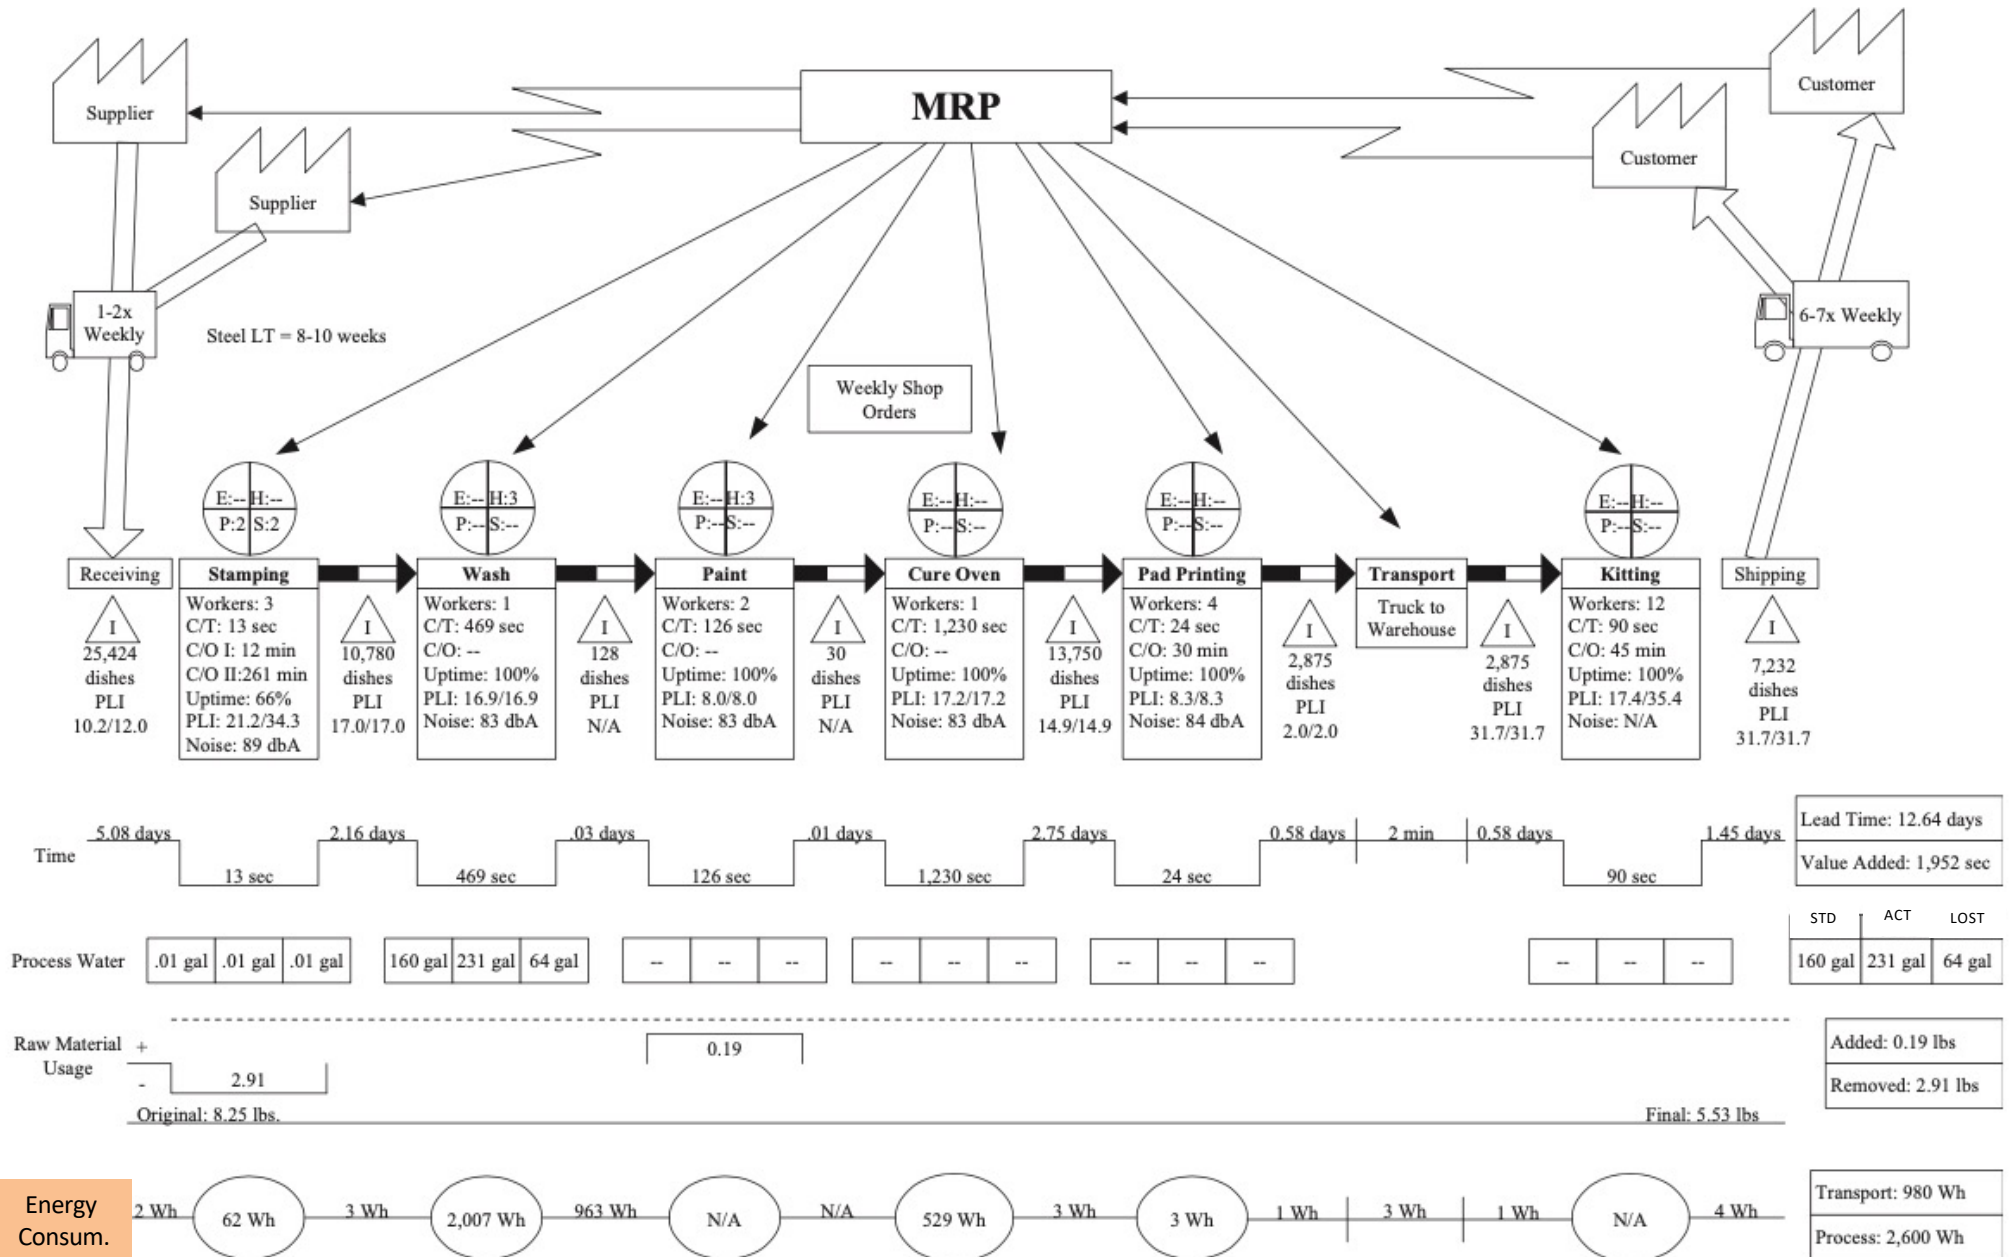 Customer
MRP
Supplier
Customer
Supplier
1-2x
Weekly
6-7x Weekly
Steel LT = 8-10 weeks
Weekly Shop
Orders
E:-- H:--
P:2 S:2
E:-- H:3
P:-- S:--
E:-- H:3
P:-- S:--
E:-- H:--
P:-- S:--
E:-- H:--
P:-- S:--
E:-- H:--
P:-- S:--
Receiving
I
25,424
dishes
PLI
10.2/12.0
Stamping
Workers: 3
C/T: 13 sec
C/O I: 12 min
C/O II:261 min
Uptime: 66%
PLI: 21.2/34.3
Noise: 89 dbA
I
10,780
dishes
PLI
17.0/17.0
Wash
Workers: 1
C/T: 469 sec
C/O: --
Uptime: 100%
PLI: 16.9/16.9
Noise: 83 dbA
I
128
dishes
PLI
N/A
Paint
Workers: 2
C/T: 126 sec
C/O: --
Uptime: 100%
PLI: 8.0/8.0
Noise: 83 dbA
I
30
dishes
PLI
N/A
Cure Oven
Workers: 1
C/T: 1,230 sec
C/O: --
Uptime: 100%
PLI: 17.2/17.2
Noise: 83 dbA
I
13,750
dishes
PLI
14.9/14.9
Pad Printing
Workers: 4
C/T: 24 sec
C/O: 30 min
Uptime: 100%
PLI: 8.3/8.3
Noise: 84 dbA
I
2,875
dishes
PLI
2.0/2.0
Transport
Truck to
Warehouse
I
2,875
dishes
PLI
31.7/31.7
Kitting
Workers: 12
C/T: 90 sec
C/O: 45 min
Uptime: 100%
PLI: 17.4/35.4
Noise: N/A
Shipping
I
7,232
dishes
PLI
31.7/31.7
Time
5.08 days 13 sec 2.16 days 469 sec .03 days 126 sec .01 days 1,230 sec 2.75 days 24 sec 0.58 days 2 min 0.58 days 90 sec 1.45 days
Lead Time: 12.64 days
Value Added: 1,952 sec
STD ACT LOST
Process Water .01 gal .01 gal .01 gal 160 gal 231 gal 64 gal -- -- -- -- -- -- -- -- -- -- -- -- 160 gal 231 gal 64 gal
Raw Material
Usage
+
-
2.91
0.19
Added: 0.19 lbs
Removed: 2.91 lbs
Original: 8.25 lbs.
Final: 5.53 lbs
Energy
Consum.
2 Wh 62 Wh 3 Wh 2,007 Wh 963 Wh N/A N/A 529 Wh 3 Wh 3 Wh 1 Wh 3 Wh 1 Wh N/A 4 Wh
Transport: 980 Wh
Process: 2,600 Wh